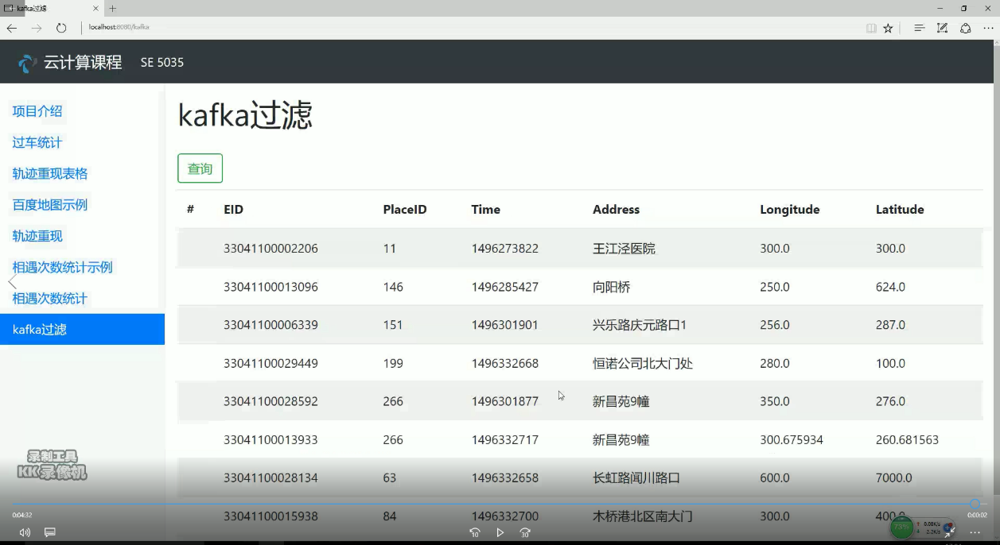 kafka过滤
localhost:8080/kafka
云计算课程 SE 5035
项目介绍
过车统计
轨迹重现表格
百度地图示例
轨迹重现
相遇次数统计示例
相遇次数统计
kafka过滤
kafka过滤
查询
# EID PlaceID Time Address Longitude Latitude
33041100002206 11 1496273822 王江泾医院 300.0 300.0
33041100013096 146 1496285427 向阳桥 250.0 624.0
33041100006339 151 1496301901 兴乐路庆元路口1 256.0 287.0
33041100029449 199 1496332668 恒诺公司北大门处 280.0 100.0
33041100028592 266 1496301877 新昌苑9幢 350.0 276.0
33041100013933 266 1496332717 新昌苑9幢 300.675934 260.681563
33041100028134 63 1496332658 长虹路闻川路口 600.0 7000.0
33041100015938 84 1496332700 木桥港北区南大门 300.0 400.0
录制工具
KK录像机
0:04:32
0:00:02
10
30
73%
0.08K/s
2.2K/s